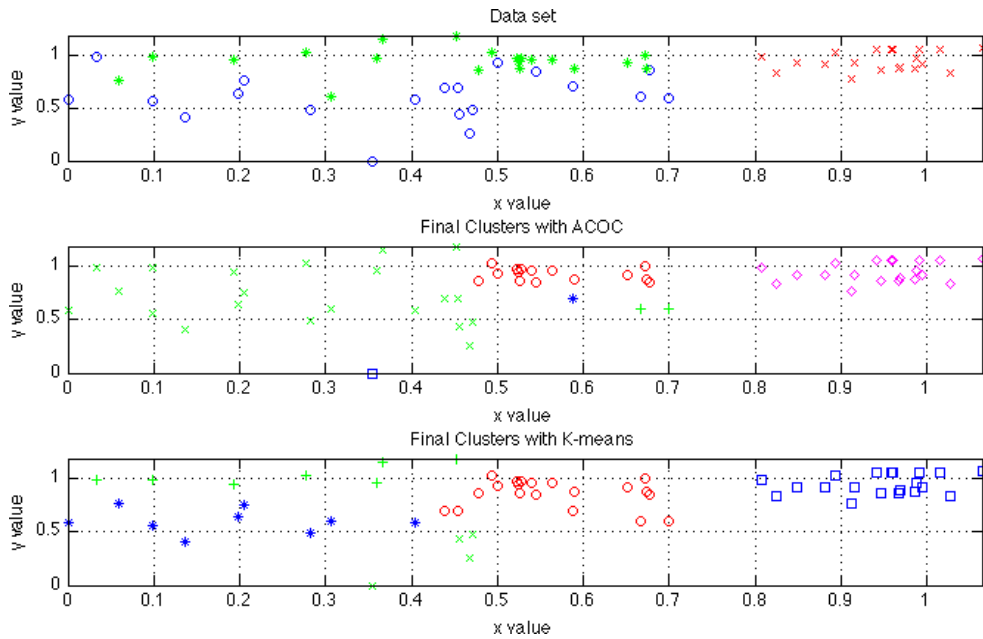 Data set
1
0.5
0
y value
0 0.1 0.2 0.3 0.4 0.5 0.6 0.7 0.8 0.9 1
x value
Final Clusters with ACOC
1
0.5
0
y value
0 0.1 0.2 0.3 0.4 0.5 0.6 0.7 0.8 0.9 1
x value
Final Clusters with K-means
1
0.5
0
y value
0 0.1 0.2 0.3 0.4 0.5 0.6 0.7 0.8 0.9 1
x value